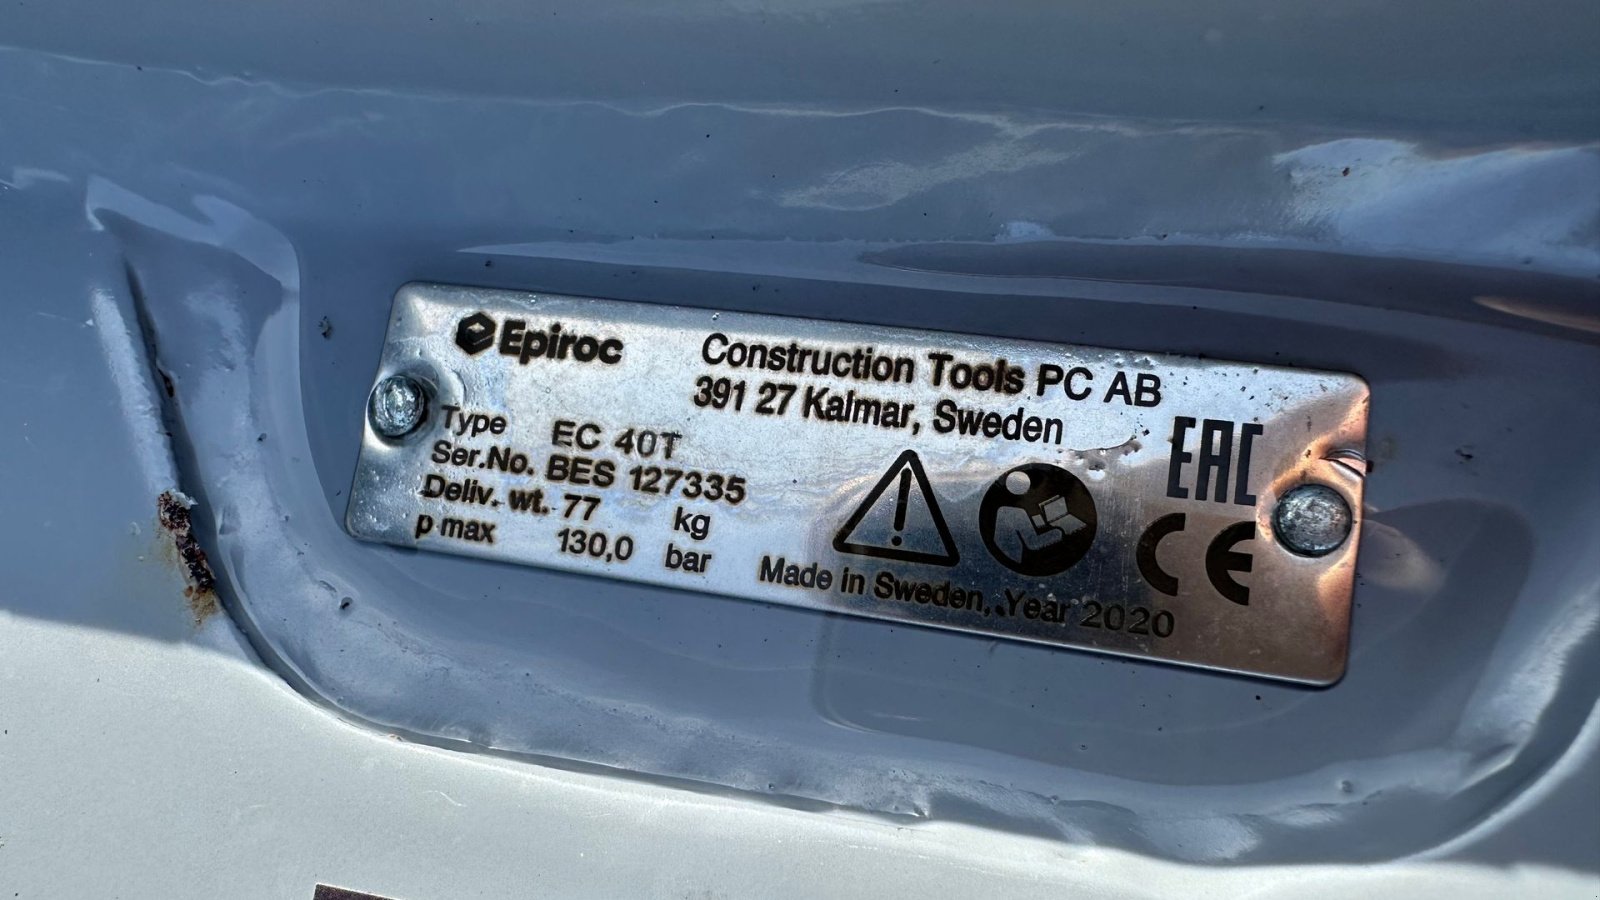 Epiroc
Construction Tools PC AB
391 27 Kalmar, Sweden
Type EC 40T
Ser.No. BES 127335
Deliv. wt. 77 kg
p max 130,0 bar
EAC
CE
Made in Sweden, Year 2020